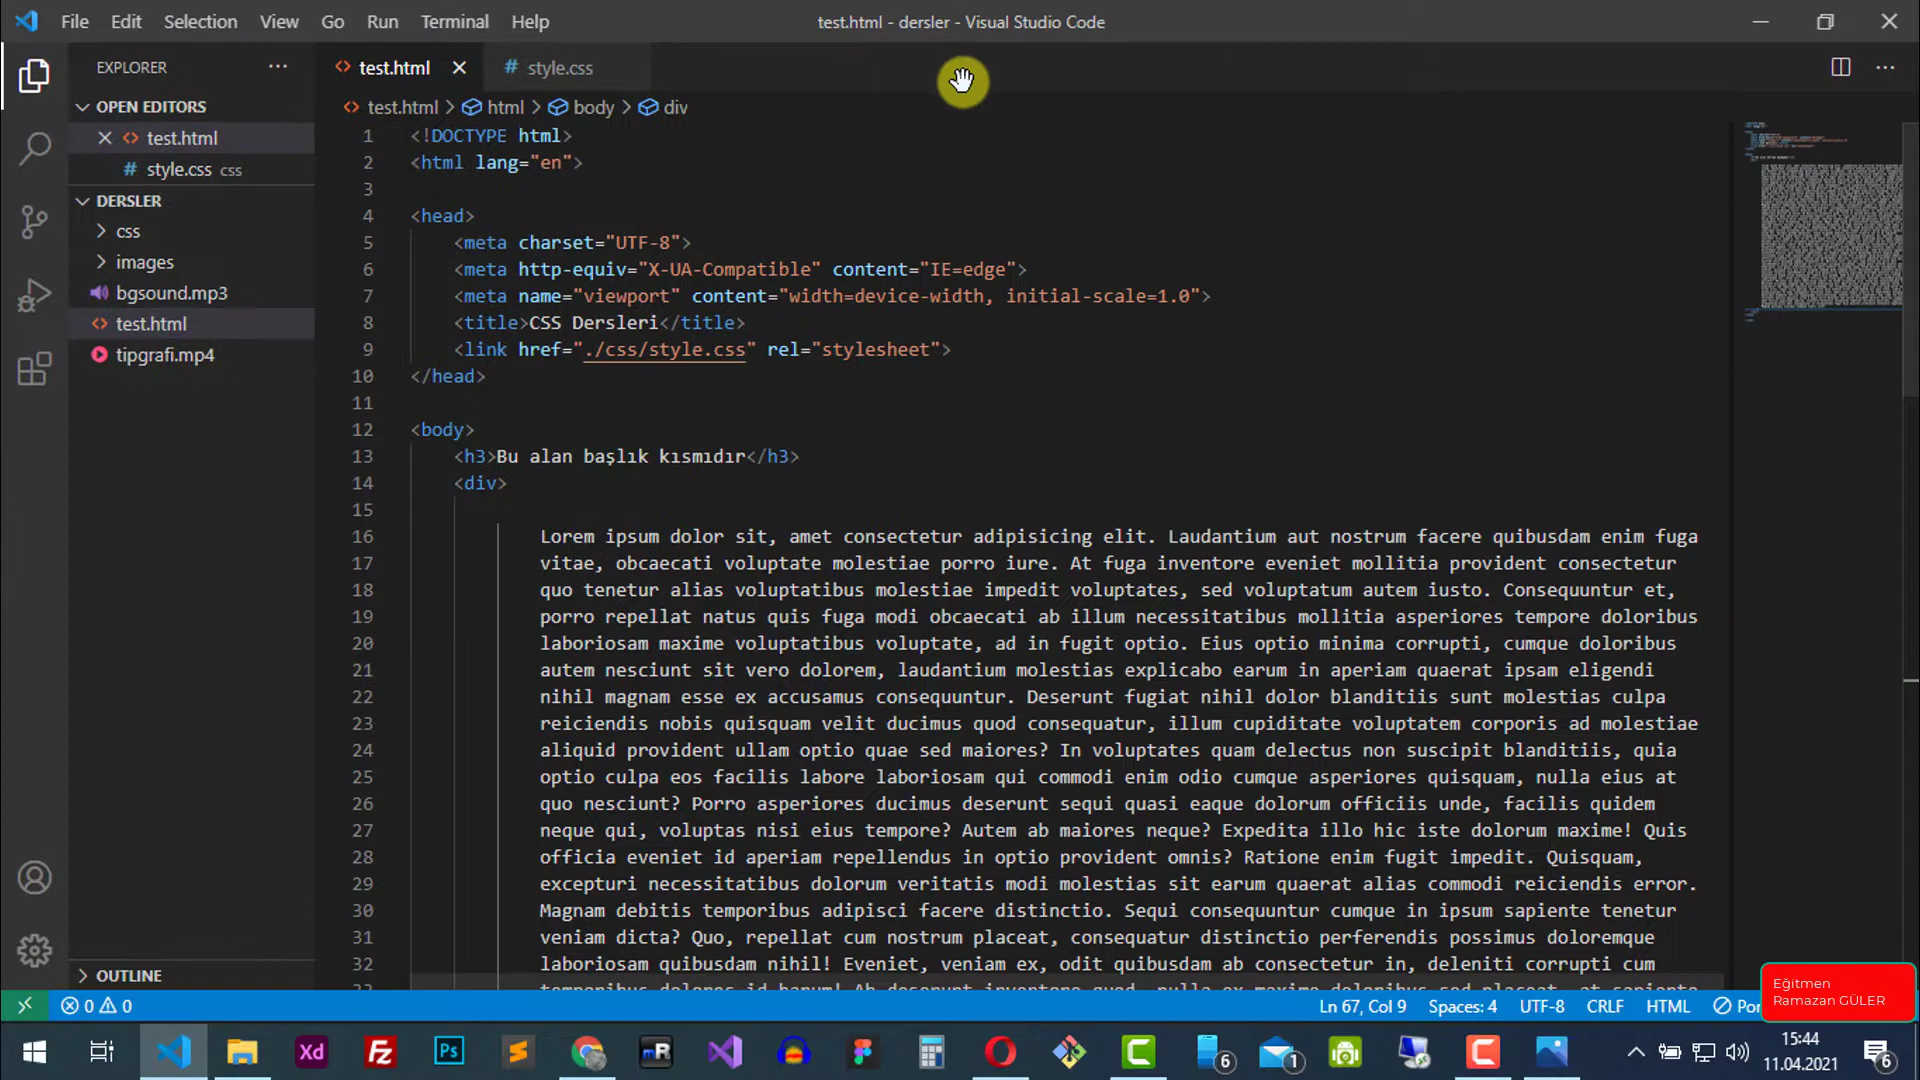 File Edit Selection View Go Run Terminal Help
test.html - dersler - Visual Studio Code
EXPLORER
test.html
# style.css
OPEN EDITORS
test.html
# style.css css
DERSLER
css
images
bgsound.mp3
test.html
tipgrafi.mp4
OUTLINE
test.html > html > body > div
1 <!DOCTYPE html>
2 <html lang="en">
3
4 <head>
5 <meta charset="UTF-8">
6 <meta http-equiv="X-UA-Compatible" content="IE=edge">
7 <meta name="viewport" content="width=device-width, initial-scale=1.0">
8 <title>CSS Dersleri</title>
9 <link href="./css/style.css" rel="stylesheet">
10 </head>
11
12 <body>
13 <h3>Bu alan başlık kısmıdır</h3>
14 <div>
15
16 Lorem ipsum dolor sit, amet consectetur adipisicing elit. Laudantium aut nostrum facere quibusdam enim fuga
17 vitae, obcaecati voluptate molestiae porro iure. At fuga inventore eveniet mollitia provident consectetur
18 quo tenetur alias voluptatibus molestiae impedit voluptates, sed voluptatum autem iusto. Consequuntur et,
19 porro repellat natus quis fuga modi obcaecati ab illum necessitatibus mollitia asperiores tempore doloribus
20 laboriosam maxime voluptatibus voluptate, ad in fugit optio. Eius optio minima corrupti, cumque doloribus
21 autem nesciunt sit vero dolorem, laudantium molestias explicabo earum in aperiam quaerat ipsam eligendi
22 nihil magnam esse ex accusamus consequuntur. Deserunt fugiat nihil dolor blanditiis sunt molestias culpa
23 reiciendis nobis quisquam velit ducimus quod consequatur, illum cupiditate voluptatem corporis ad molestiae
24 aliquid provident ullam optio quae sed maiores? In voluptates quam delectus non suscipit blanditiis, quia
25 optio culpa eos facilis labore laboriosam qui commodi enim odio cumque asperiores quisquam, nulla eius at
26 quo nesciunt? Porro asperiores ducimus deserunt sequi quasi eaque dolorum officiis unde, facilis quidem
27 neque qui, voluptas nisi eius tempore? Autem ab maiores neque? Expedita illo hic iste dolorum maxime! Quis
28 officia eveniet id aperiam repellendus in optio provident omnis? Ratione enim fugit impedit. Quisquam,
29 excepturi necessitatibus dolorum veritatis modi molestias sit earum quaerat alias commodi reiciendis error.
30 Magnam debitis temporibus adipisci facere distinctio. Sequi consequuntur cumque in ipsum sapiente tenetur
31 veniam dicta? Quo, repellat cum nostrum placeat, consequatur distinctio perferendis possimus doloremque
32 laboriosam quibusdam nihil! Eveniet, veniam ex, odit quibusdam ab consectetur in, deleniti corrupti cum
Eğitmen
Ramazan GÜLER
0 0
Ln 67, Col 9 Spaces: 4 UTF-8 CRLF HTML
Xd Fz Ps mR 6 1
15:44
11.04.2021
6